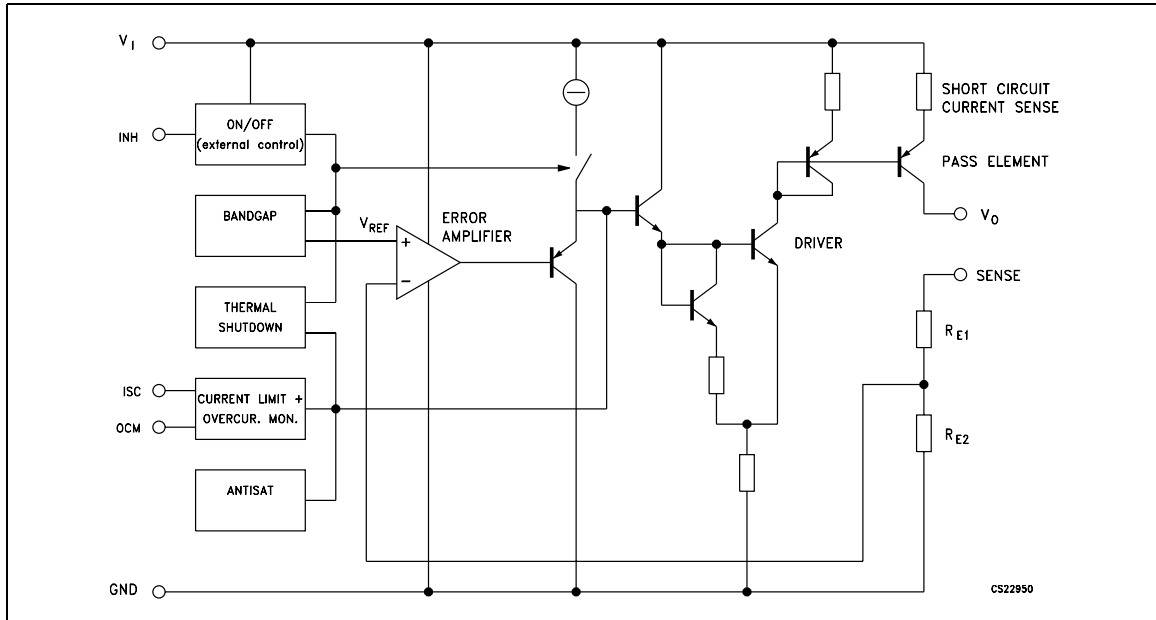 V_I
SHORT CIRCUIT
CURRENT SENSE
INH
ON/OFF
(external control)
PASS ELEMENT
BANDGAP
V_REF
ERROR
AMPLIFIER
V_O
+
DRIVER
−
SENSE
THERMAL
SHUTDOWN
R_E1
ISC
CURRENT LIMIT +
OVERCUR. MON.
OCM
R_E2
ANTISAT
GND
CS22950